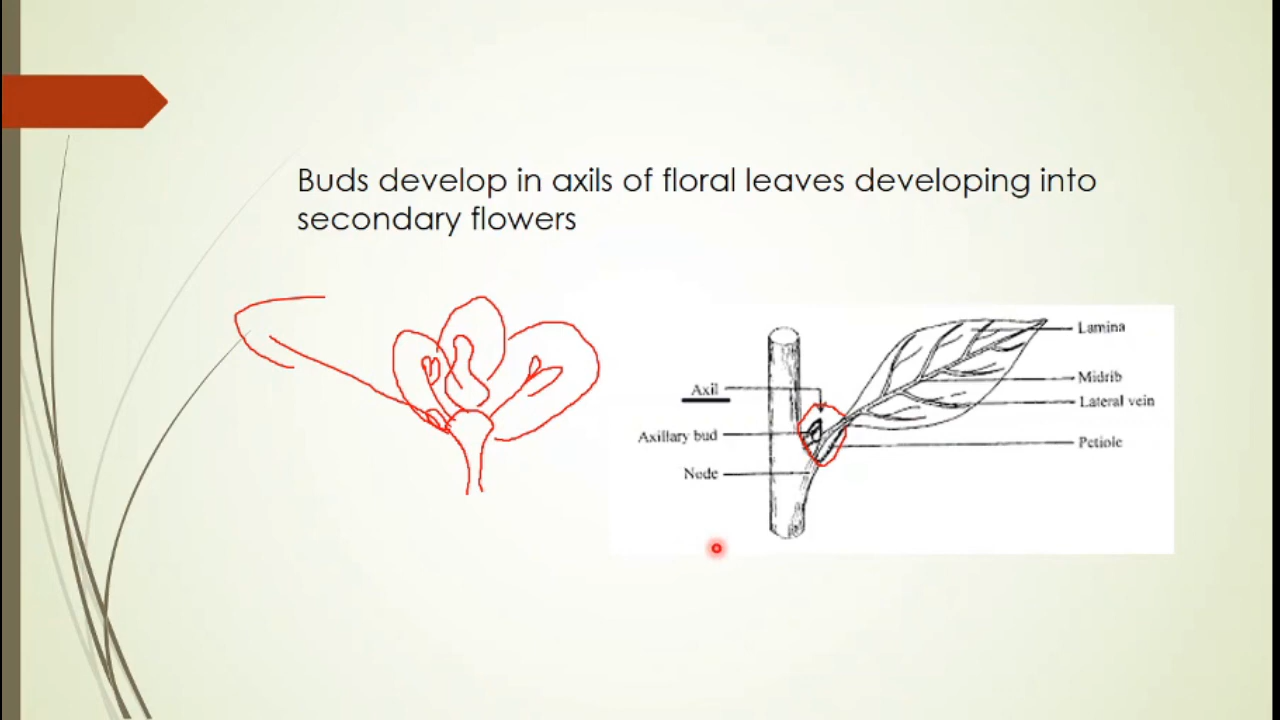 Buds develop in axils of floral leaves developing into
secondary flowers
Lamina
Midrib
Axil
Lateral vein
Axillary bud
Petiole
Node